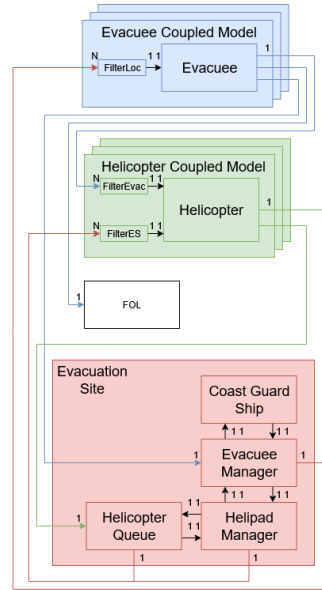 Evacuee Coupled Model
N
FilterLoc
1 1
Evacuee
1
Helicopter Coupled Model
N
FilterEvac
1 1
Helicopter
1
N
FilterES
1 1
1
FOL
Evacuation
Site
Coast Guard
Ship
1 1
1 1
1
Evacuee
Manager
1
1 1
1 1
1
Helicopter
Queue
1 1
1 1
Helipad
Manager
1
1